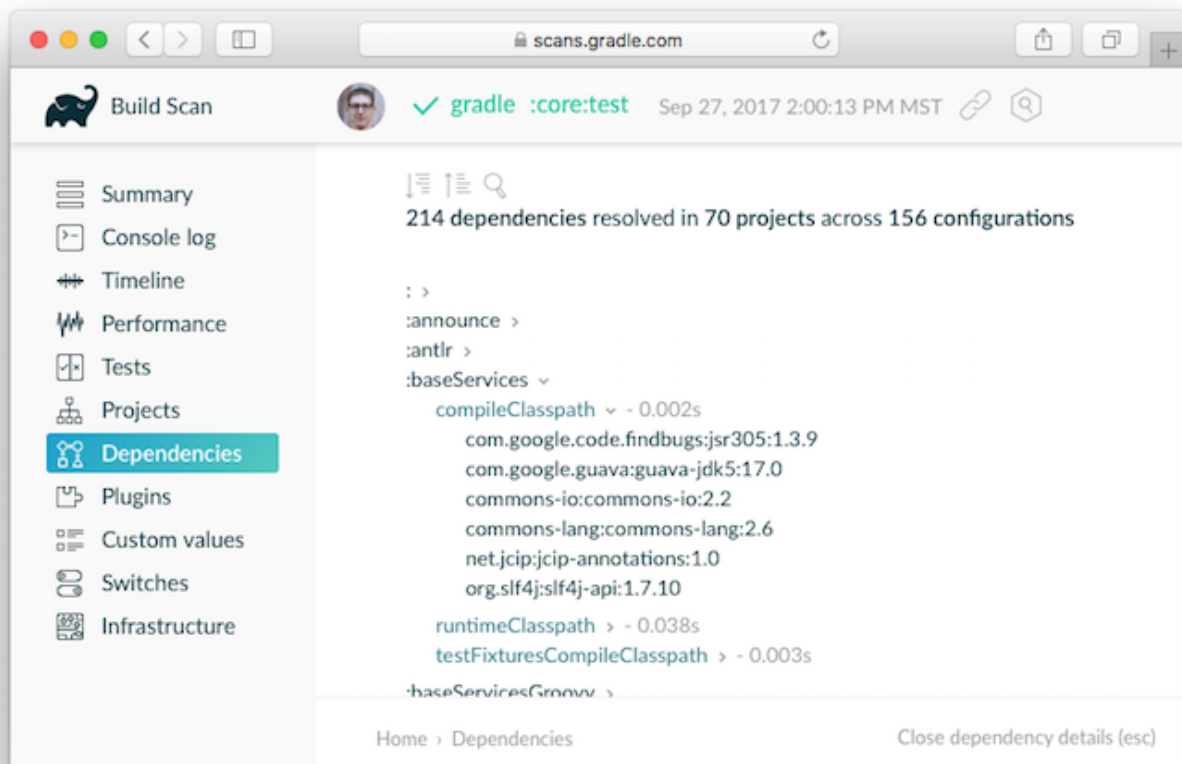 scans.gradle.com
Build Scan
gradle :core:test Sep 27, 2017 2:00:13 PM MST
Summary
Console log
Timeline
Performance
Tests
Projects
Dependencies
Plugins
Custom values
Switches
Infrastructure
214 dependencies resolved in 70 projects across 156 configurations
: >
:announce >
:antlr >
:baseServices
compileClasspath - 0.002s
com.google.code.findbugs:jsr305:1.3.9
com.google.guava:guava-jdk5:17.0
commons-io:commons-io:2.2
commons-lang:commons-lang:2.6
net.jcip:jcip-annotations:1.0
org.slf4j:slf4j-api:1.7.10
runtimeClasspath > - 0.038s
testFixturesCompileClasspath > - 0.003s
:baseServicesGroovy >
Home > Dependencies
Close dependency details (esc)